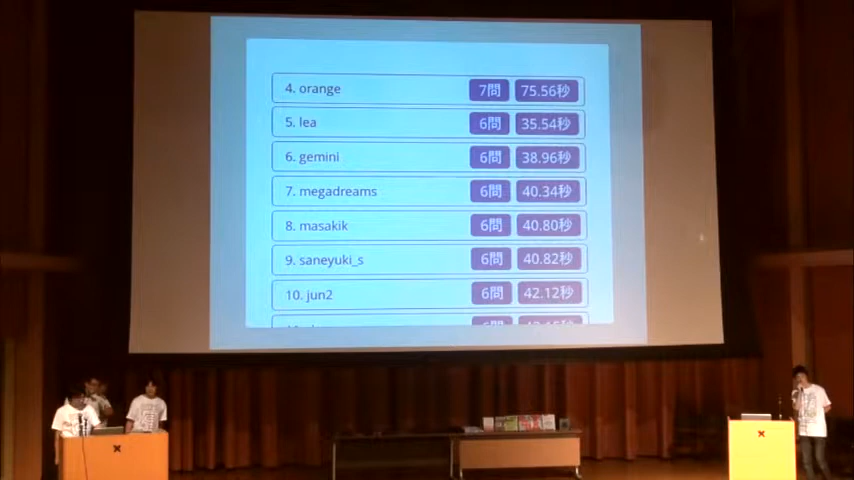 4. orange 7問 75.56秒
5. lea 6問 35.54秒
6. gemini 6問 38.96秒
7. megadreams 6問 40.34秒
8. masakik 6問 40.80秒
9. saneyuki_s 6問 40.82秒
10. jun2 6問 42.12秒